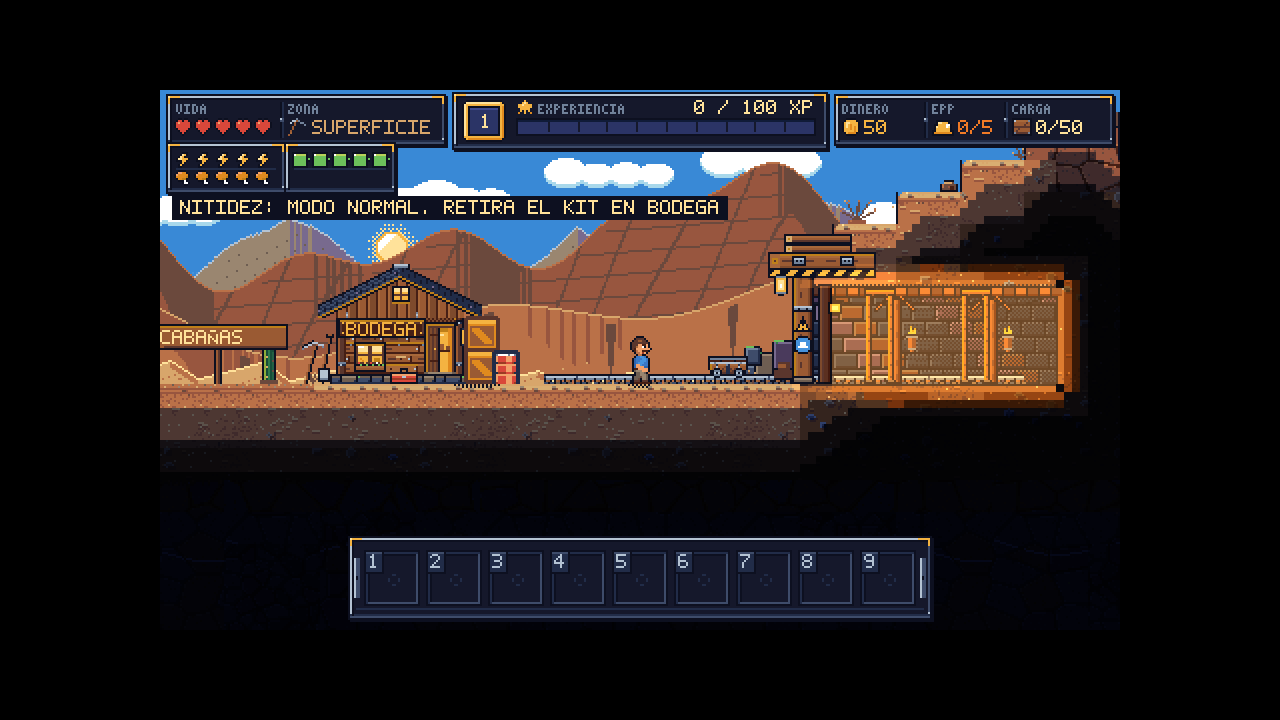 VIDA
ZONA
SUPERFICIE
1
EXPERIENCIA
0 / 100 XP
DINERO
50
EPP
0/5
CARGA
0/50
NITIDEZ: MODO NORMAL. RETIRA EL KIT EN BODEGA
CABAÑAS
BODEGA
1 2 3 4 5 6 7 8 9